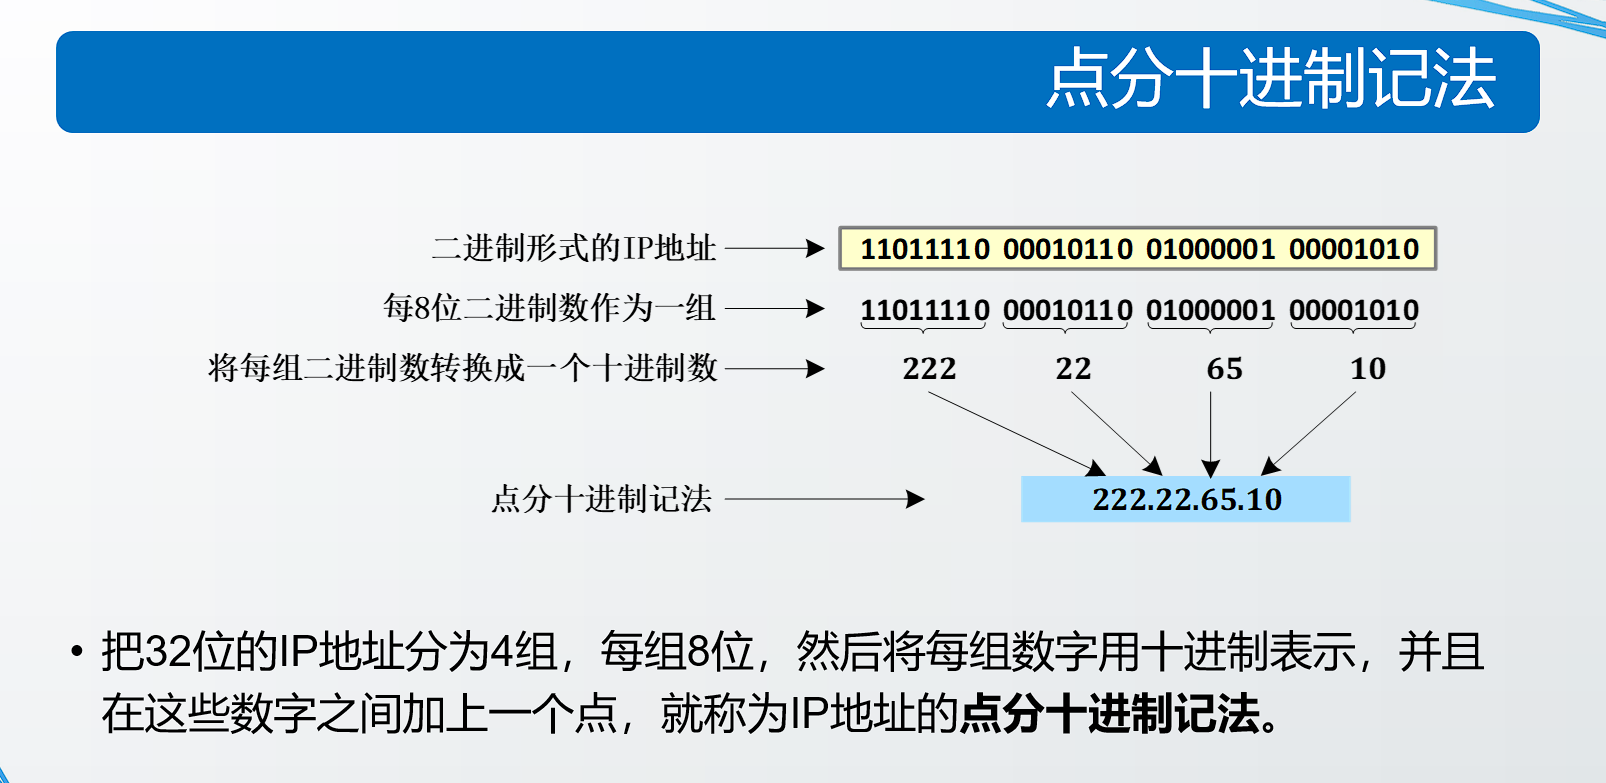 点分十进制记法
二进制形式的IP地址 11011110 00010110 01000001 00001010
每8位二进制数作为一组 11011110 00010110 01000001 00001010
将每组二进制数转换成一个十进制数 222 22 65 10
点分十进制记法 222.22.65.10
• 把32位的IP地址分为4组，每组8位，然后将每组数字用十进制表示，并且
在这些数字之间加上一个点，就称为IP地址的点分十进制记法。